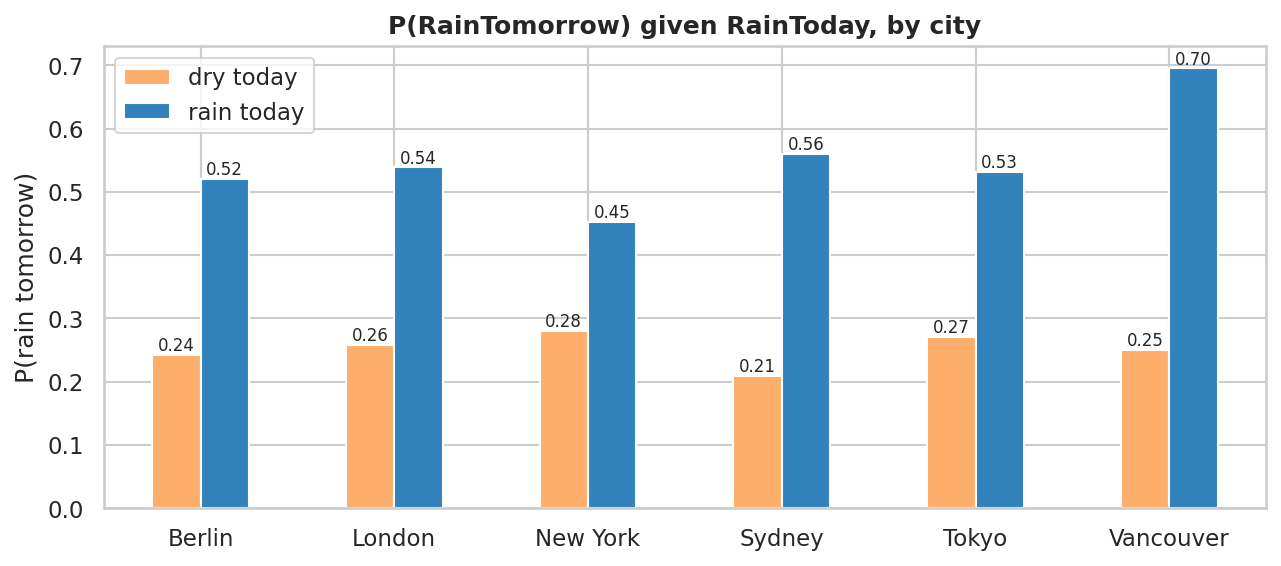 P(RainTomorrow) given RainToday, by city
dry today
rain today
P(rain tomorrow)
0.7
0.6
0.5
0.4
0.3
0.2
0.1
0.0
0.24
0.52
0.26
0.54
0.28
0.45
0.21
0.56
0.27
0.53
0.25
0.70
Berlin
London
New York
Sydney
Tokyo
Vancouver